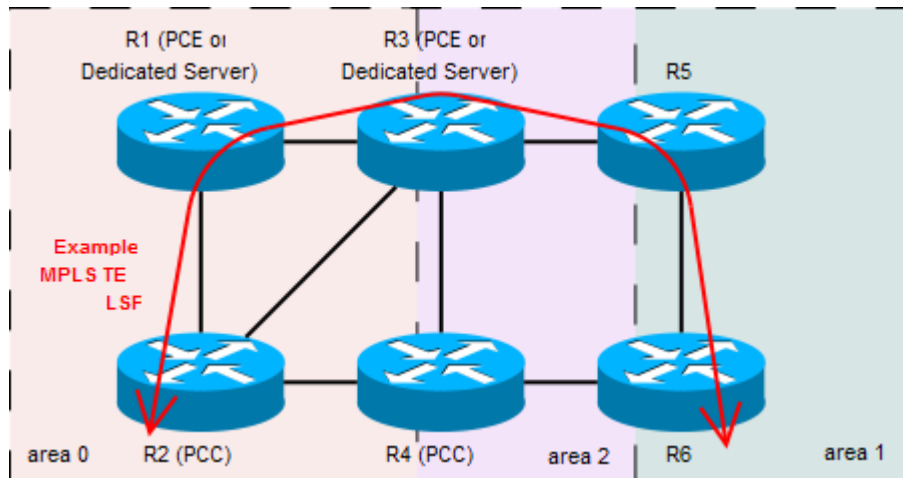 R1 (PCE or
Dedicated Server)
R3 (PCE or
Dedicated Server)
R5
Example
MPLS TE
LSF
area 0
R2 (PCC)
R4 (PCC)
area 2
R6
area 1